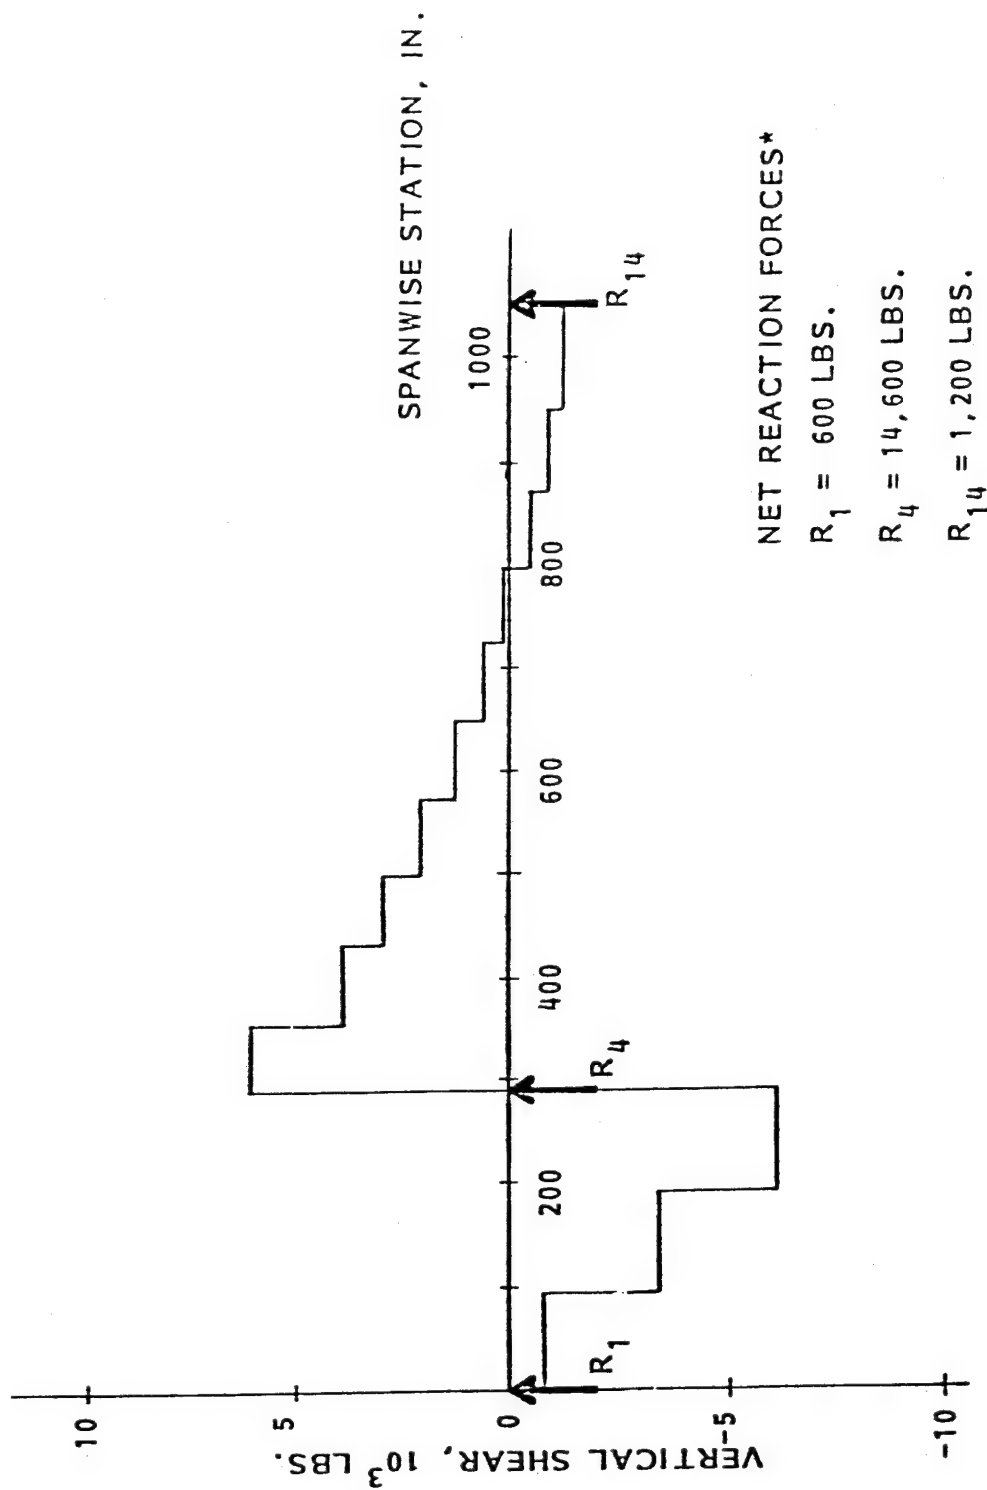 10
5
0
-5
-10
VERTICAL SHEAR, 10³ LBS.
SPANWISE STATION, IN.
200
400
600
800
1000
R₁
R₄
R₁₄
NET REACTION FORCES*
R₁ = 600 LBS.
R₄ = 14,600 LBS.
R₁₄ = 1,200 LBS.